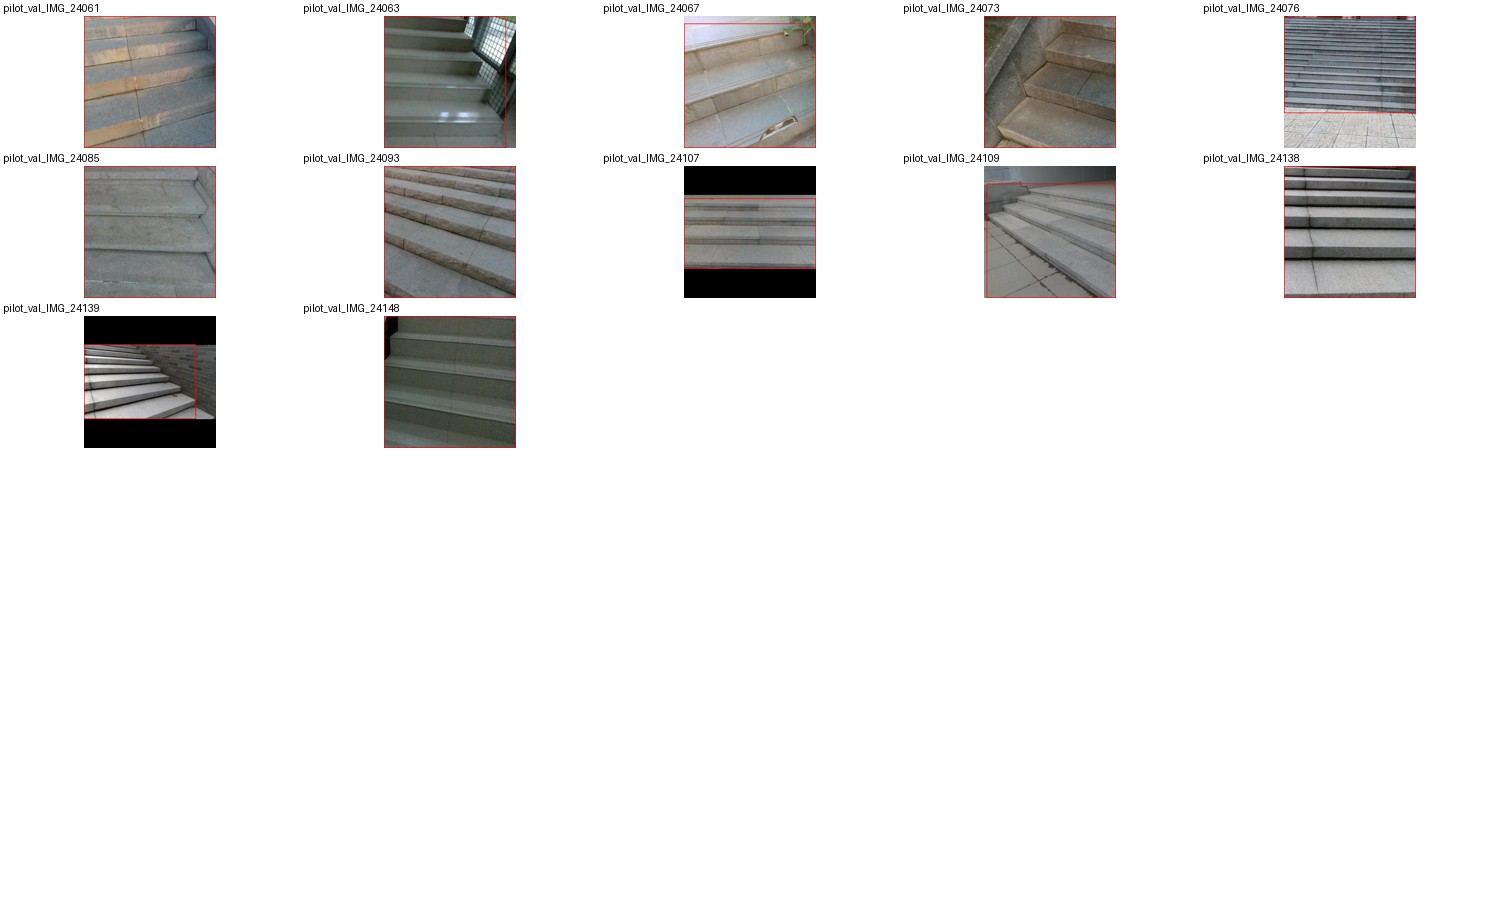 pilot_val_IMG_24061
pilot_val_IMG_24063
pilot_val_IMG_24067
pilot_val_IMG_24073
pilot_val_IMG_24076
pilot_val_IMG_24085
pilot_val_IMG_24093
pilot_val_IMG_24107
pilot_val_IMG_24109
pilot_val_IMG_24138
pilot_val_IMG_24139
pilot_val_IMG_24148